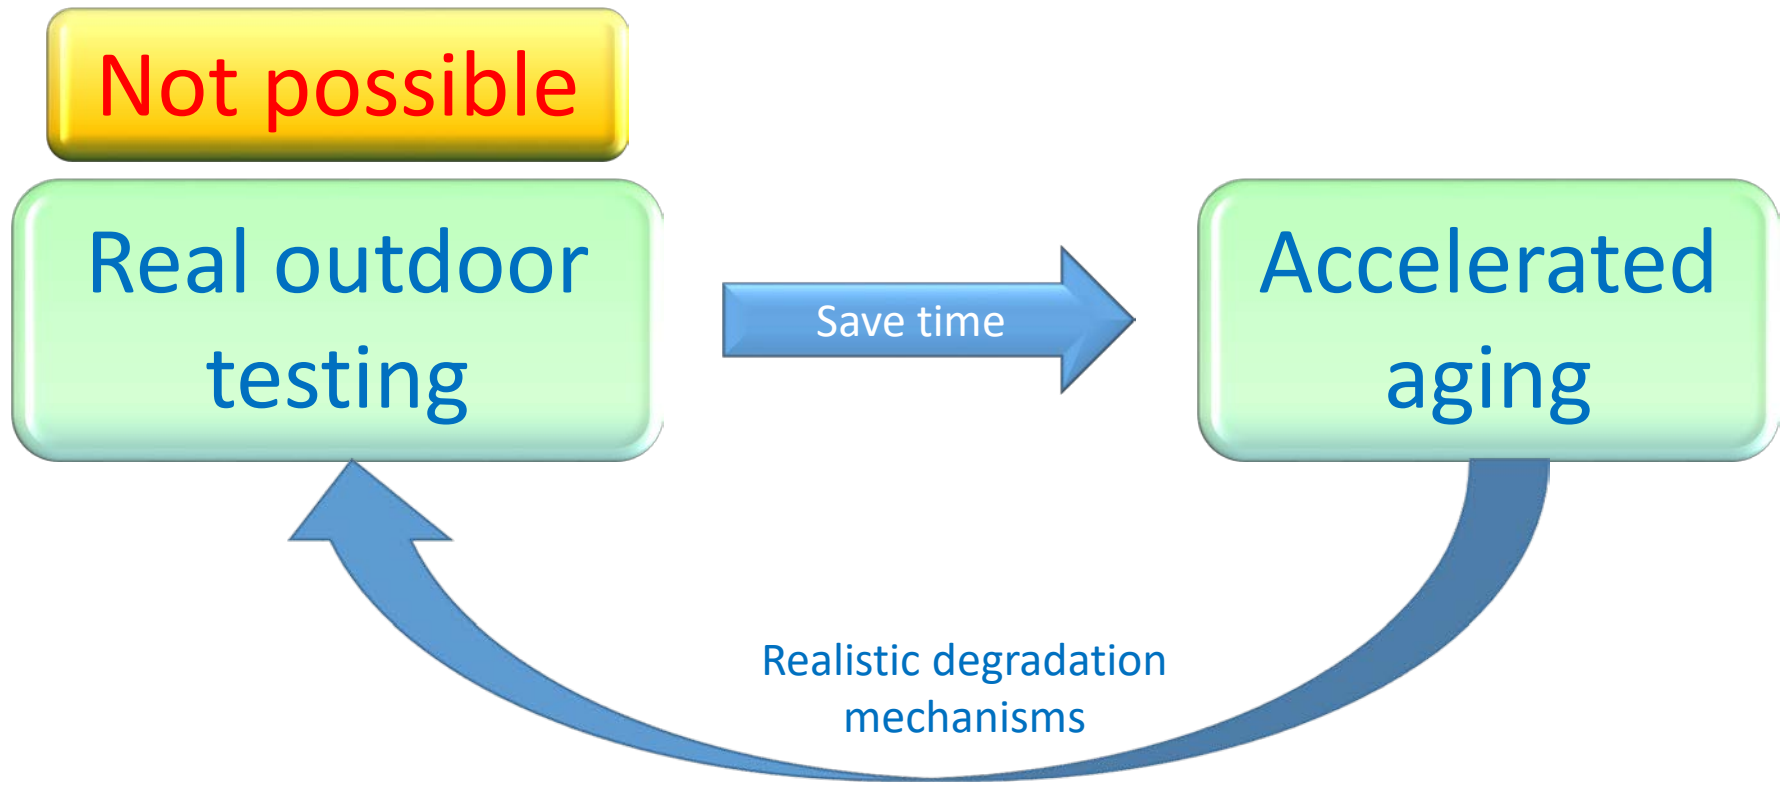 Not possible
Real outdoor
testing
Save time
Accelerated
aging
Realistic degradation
mechanisms